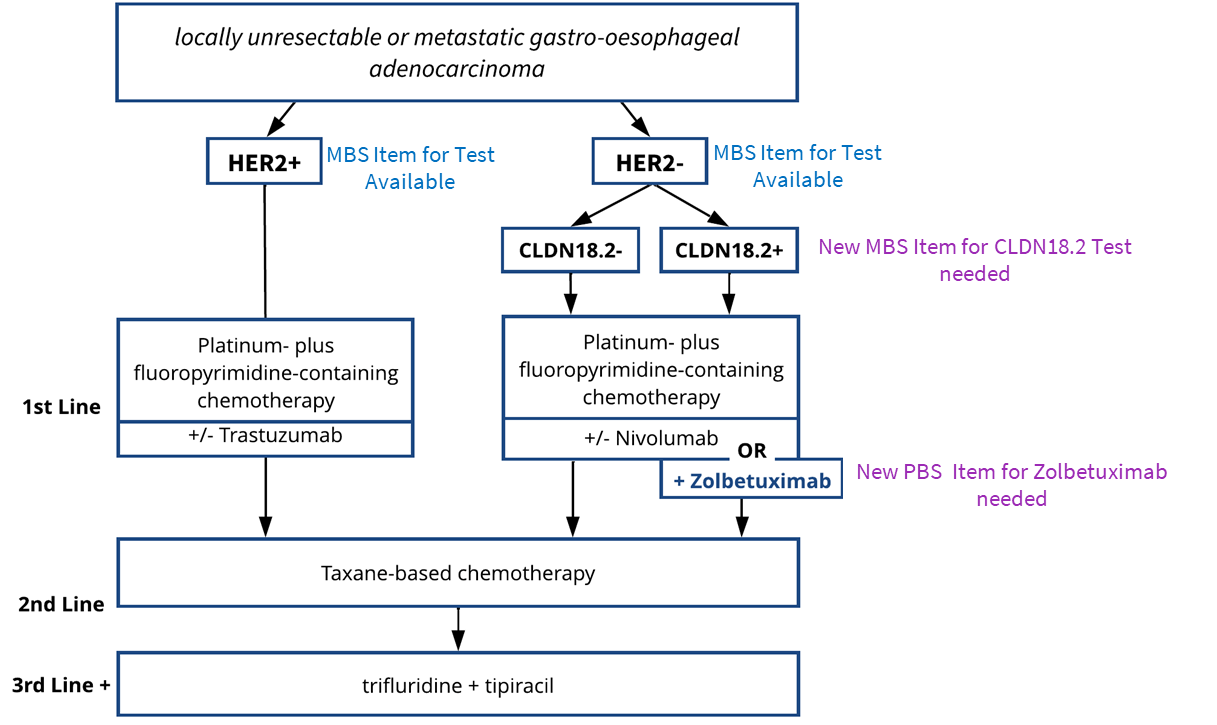 locally unresectable or metastatic gastro-oesophageal
adenocarcinoma
HER2+
MBS Item for Test
Available
HER2-
MBS Item for Test
Available
CLDN18.2-
CLDN18.2+
New MBS Item for CLDN18.2 Test
needed
1st Line
Platinum- plus
fluoropyrimidine-containing
chemotherapy
+/- Trastuzumab
Platinum- plus
fluoropyrimidine-containing
chemotherapy
+/- Nivolumab
OR
+ Zolbetuximab
New PBS  Item for Zolbetuximab
needed
2nd Line
Taxane-based chemotherapy
3rd Line +
trifluridine + tipiracil